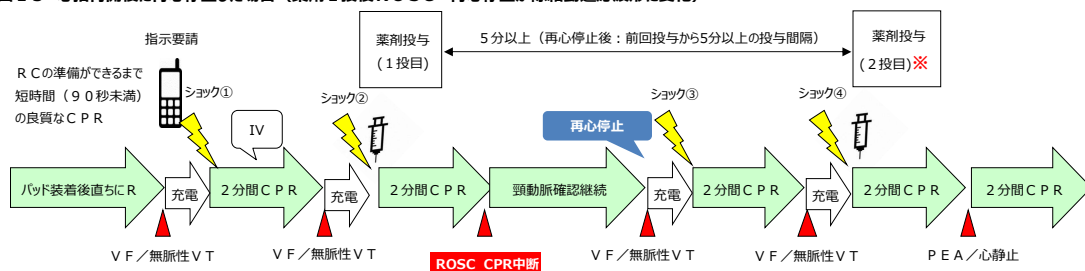 指示要請
ＲＣの準備ができるまで
短時間（９０秒未満）
の良質なＣＰＲ
薬剤投与
(１投目)
５分以上（再心停止後：前回投与から5分以上の投与間隔）
薬剤投与
(２投目)※
ショック①
ショック②
ショック③
ショック④
IV
再心停止
パッド装着後直ちにR
充電
２分間ＣＰＲ
充電
２分間ＣＰＲ
頸動脈確認継続
充電
２分間ＣＰＲ
充電
２分間ＣＰＲ
２分間ＣＰＲ
ＶＦ／無脈性ＶＴ
ＶＦ／無脈性ＶＴ
ROSC CPR中断
ＶＦ／無脈性ＶＴ
ＶＦ／無脈性ＶＴ
ＰＥＡ／心静止